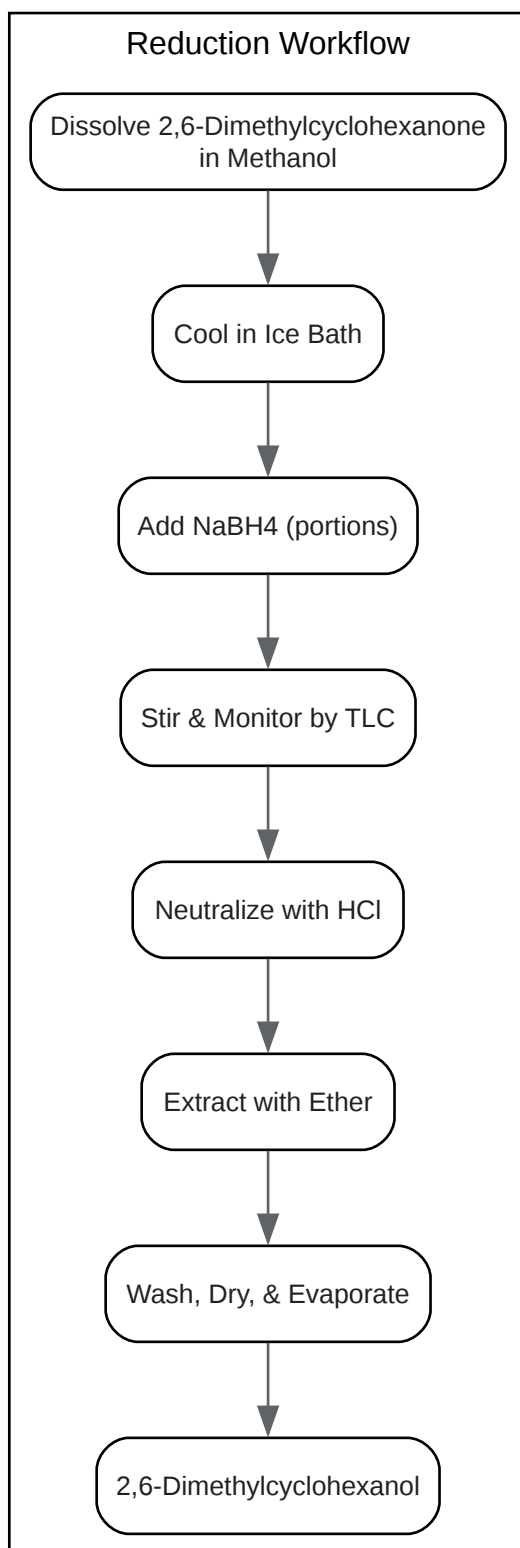 Reduction Workflow
Dissolve 2,6-Dimethylcyclohexanone
in Methanol
Cool in Ice Bath
Add NaBH4 (portions)
Stir & Monitor by TLC
Neutralize with HCl
Extract with Ether
Wash, Dry, & Evaporate
2,6-Dimethylcyclohexanol